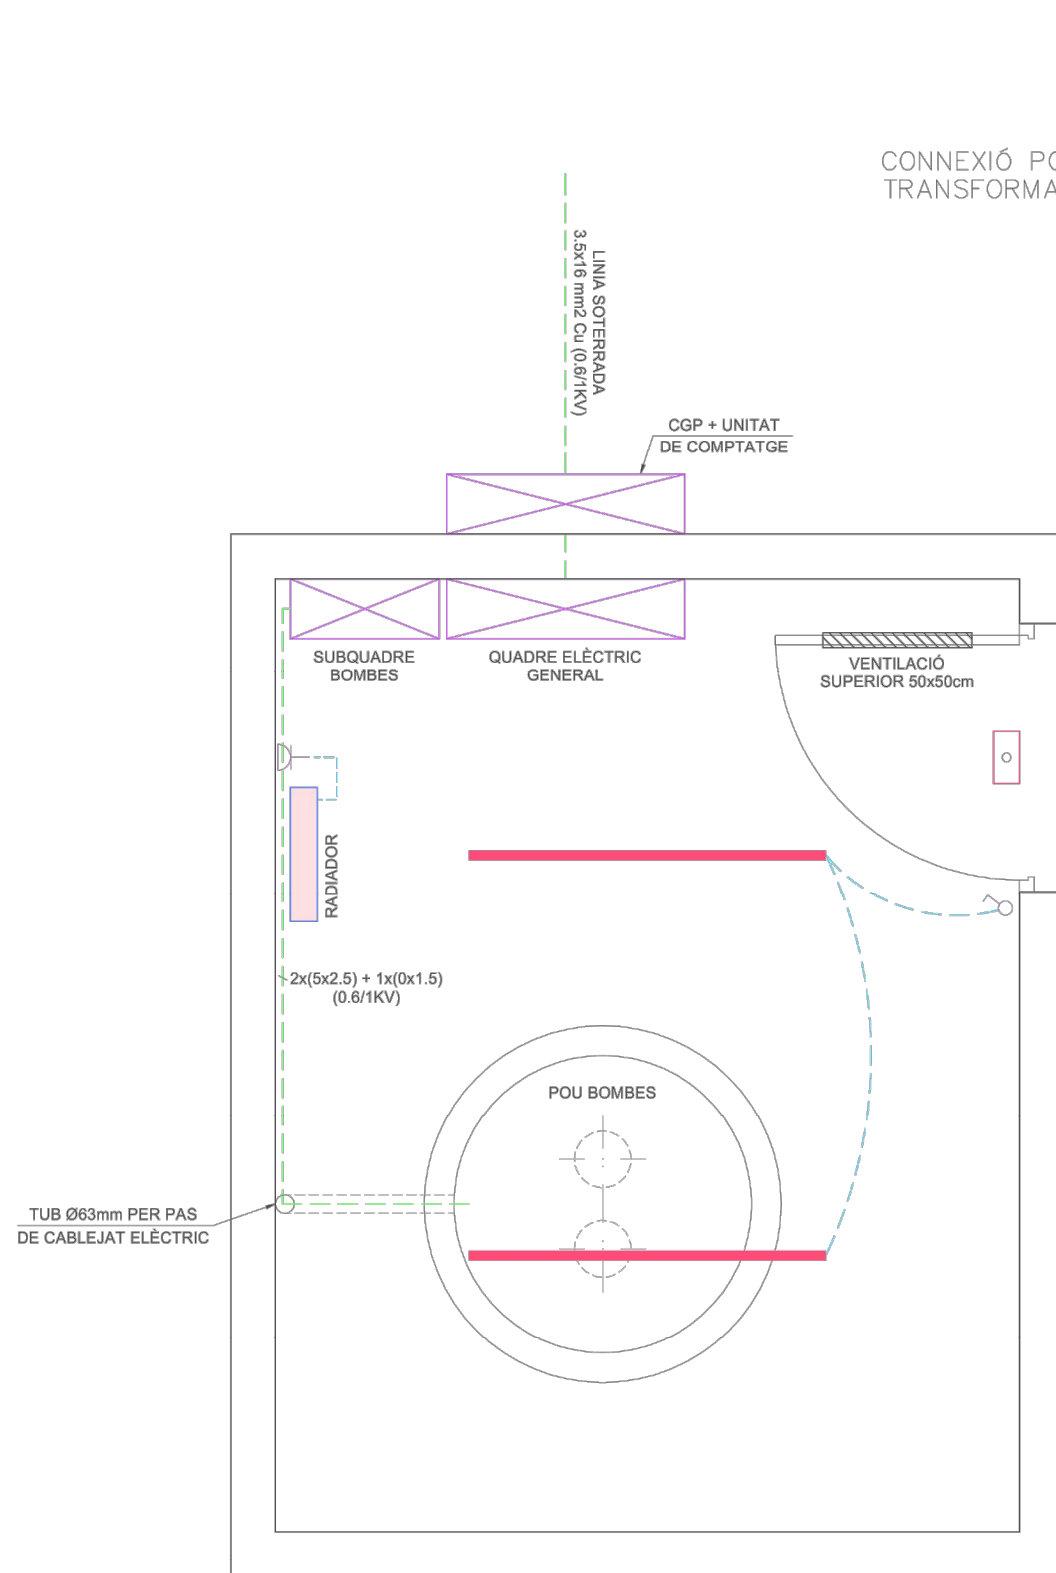 CONNEXIÓ
LINIA SOTERRADA
3.5x16 mm2 Cu (0.6/1KV)
CGP + UNITAT
DE COMPTATGE
SUBQUADRE
BOMBES
QUADRE ELÈCTRIC
GENERAL
VENTILACIÓ
SUPERIOR 50x50cm
RADIADOR
2x(5x2.5) + 1x(0x1.5)
(0.6/1KV)
POU BOMBES
TUB Ø63mm PER PAS
DE CABLEJAT ELÈCTRIC